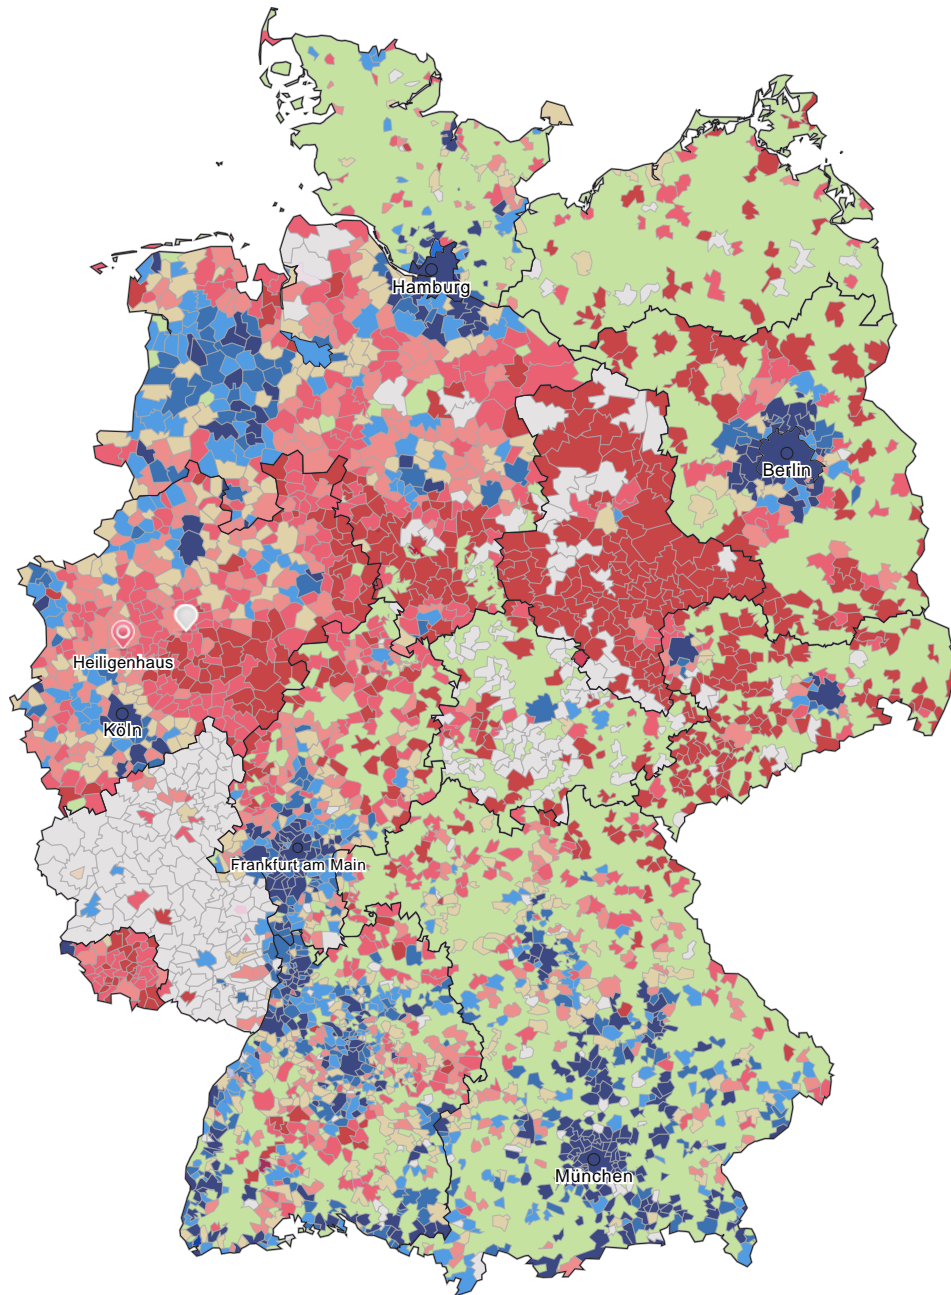 Hamburg
Berlin
Heiligenhaus
Köln
Frankfurt am Main
München